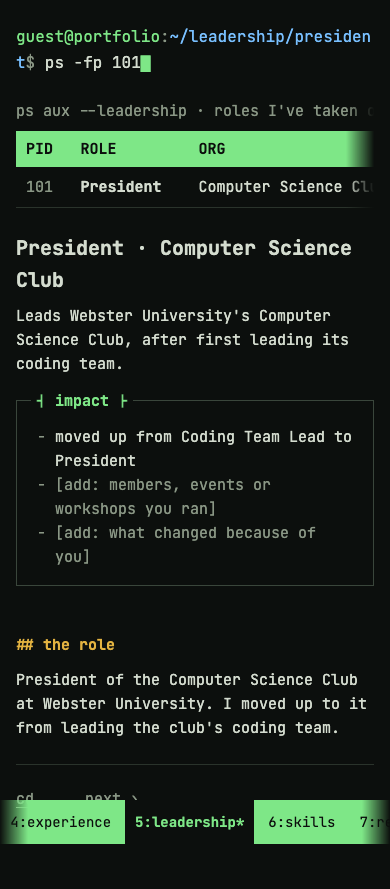 guest@portfolio:~/leadership/presiden
t$ ps -fp 101
ps aux --leadership · roles I've taken
PID ROLE ORG
101 President Computer Science
President · Computer Science
Club
Leads Webster University's Computer
Science Club, after first leading its
coding team.
impact
- moved up from Coding Team Lead to
President
- [add: members, events or
workshops you ran]
- [add: what changed because of
you]
## the role
President of the Computer Science Club
at Webster University. I moved up to it
from leading the club's coding team.
cd next ›
4:experience 5:leadership* 6:skills